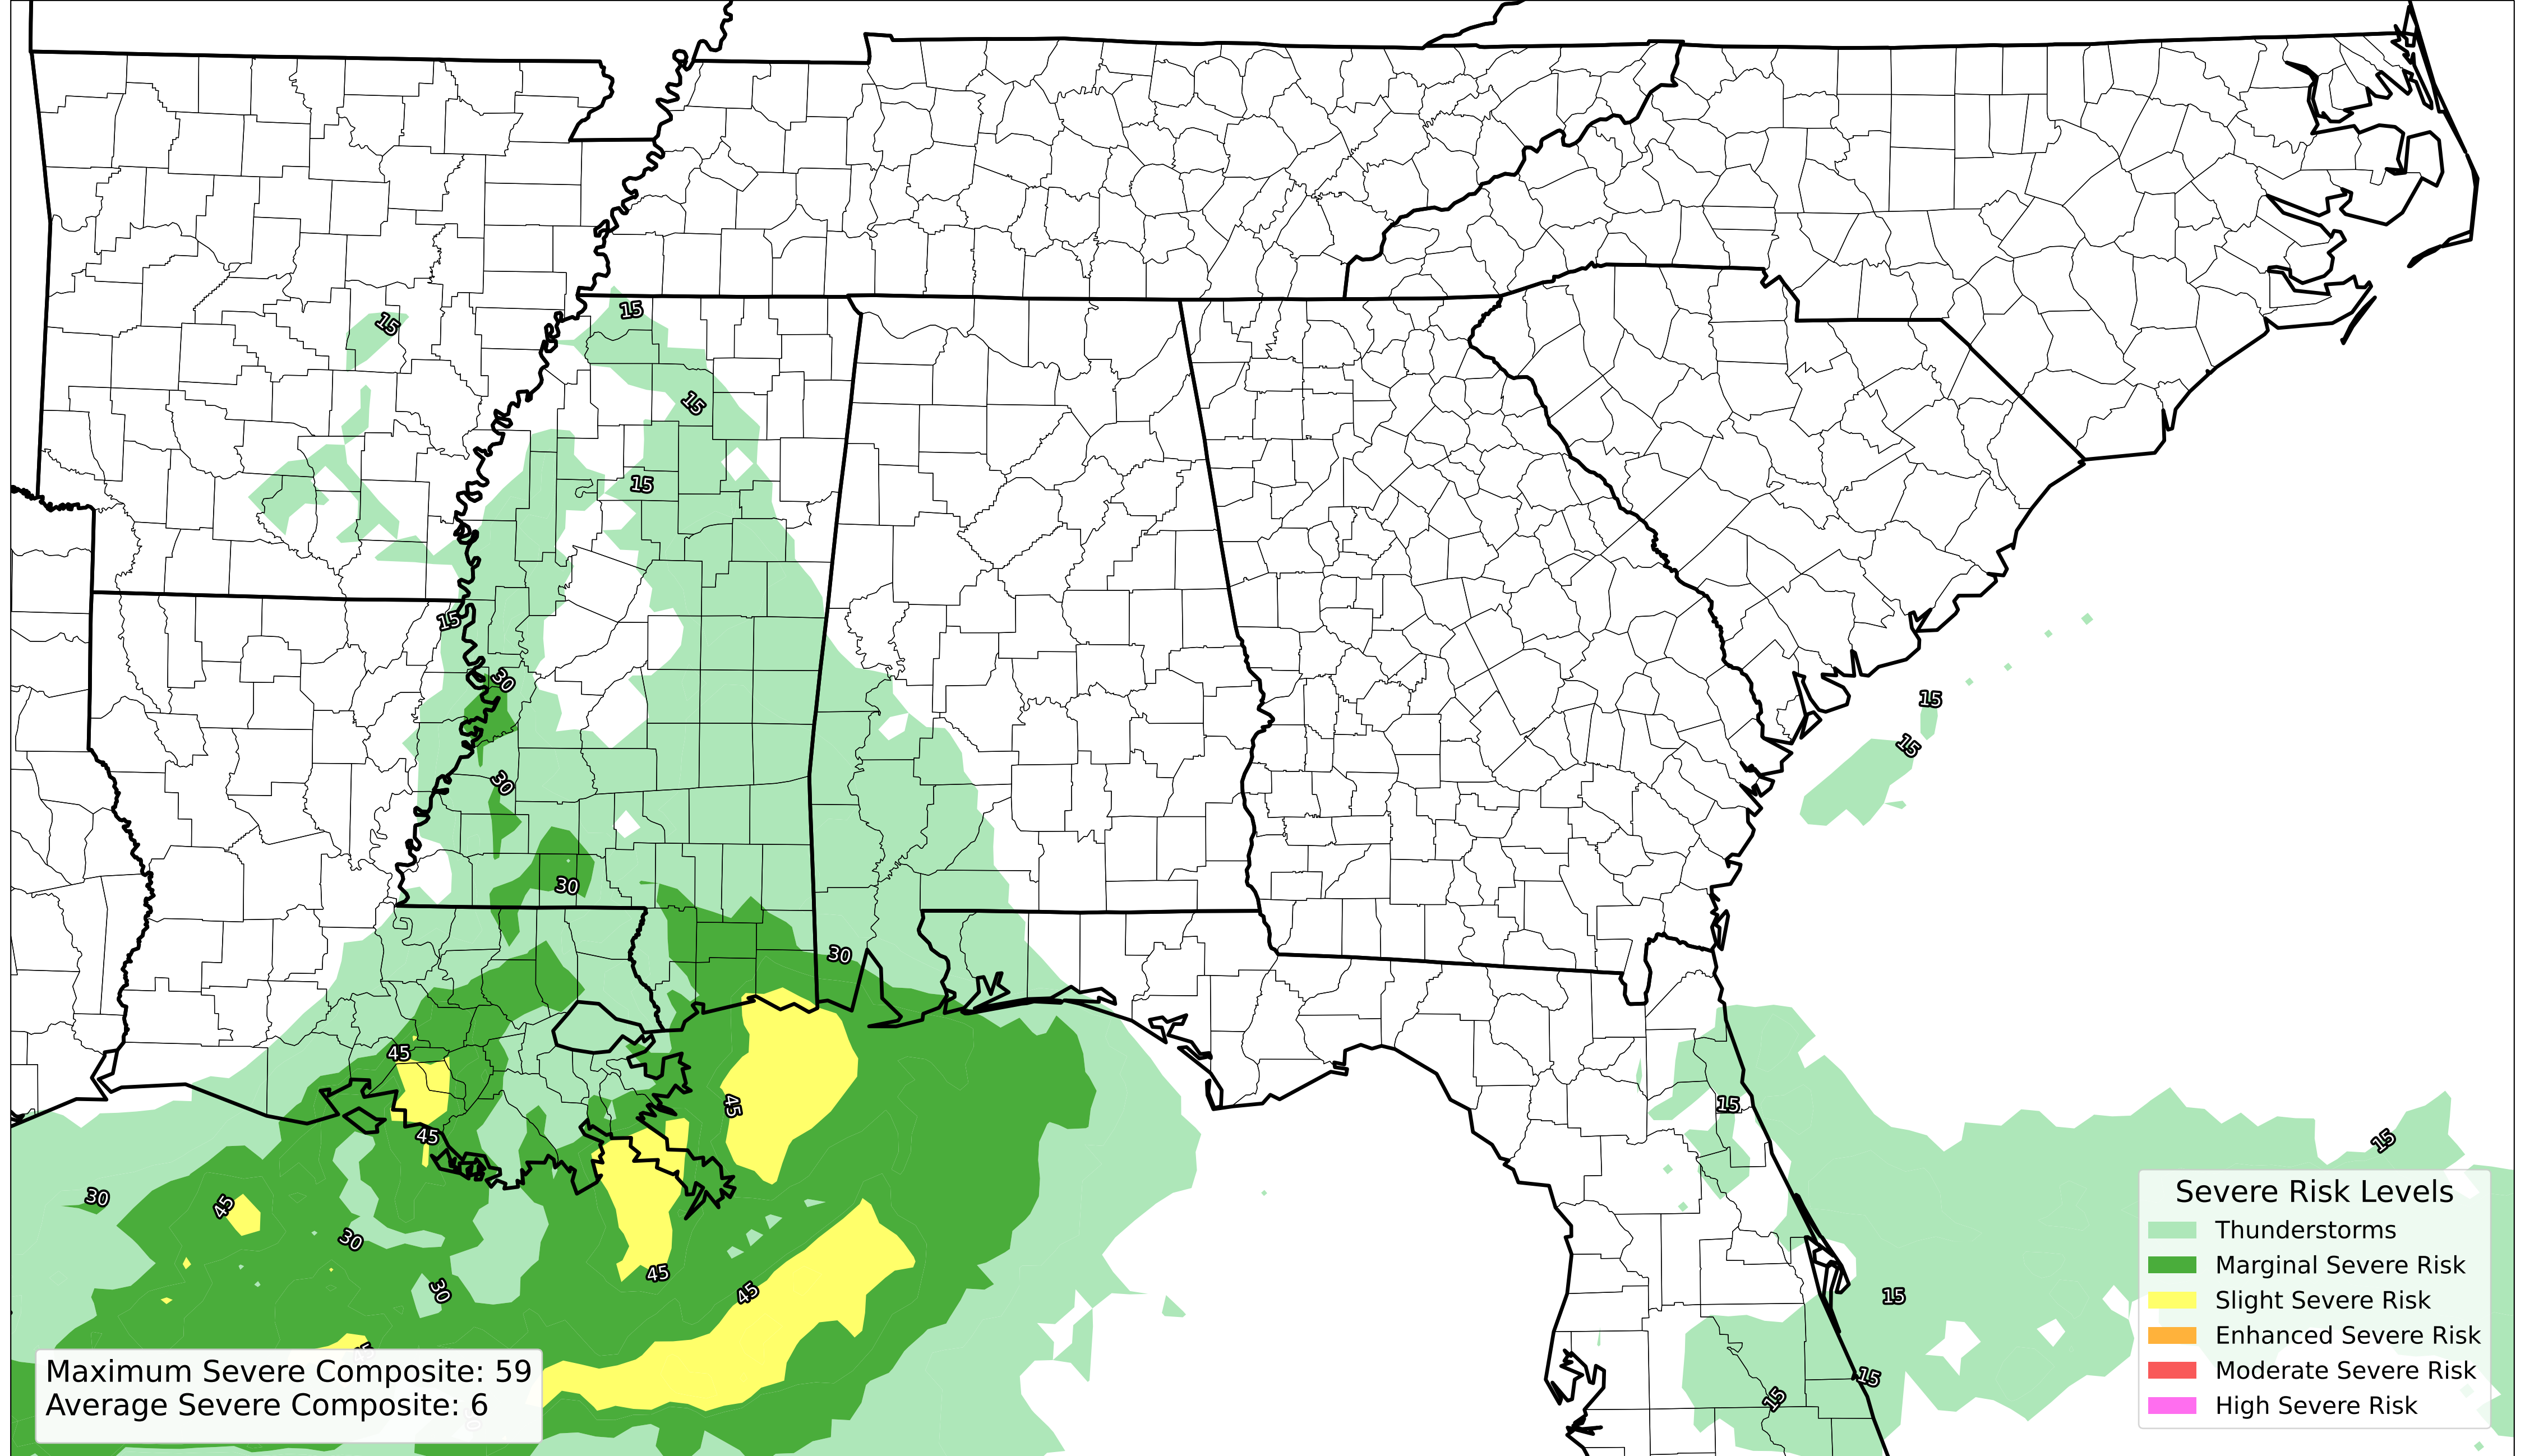 15
15
15
15
15
30
15
15
30
30
30
45
45
45
30
45
30
30
45
45
15
15
15
15
15
Severe Risk Levels
Thunderstorms
Marginal Severe Risk
Slight Severe Risk
Enhanced Severe Risk
Moderate Severe Risk
High Severe Risk
Maximum Severe Composite: 59
Average Severe Composite: 6